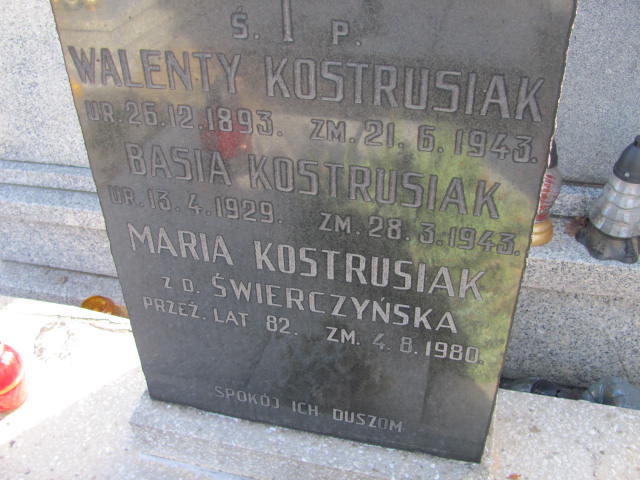 Ś. P.
WALENTY KOSTRUSIAK
UR. 26.12.1893. ZM. 21.6.1943.
BASIA KOSTRUSIAK
UR. 13.4.1929. ZM. 28.3.1943.
MARIA KOSTRUSIAK
Z D. ŚWIERCZYŃSKA
PRZEŻ. LAT 82. ZM. 4.8.1980.
SPOKÓJ ICH DUSZOM